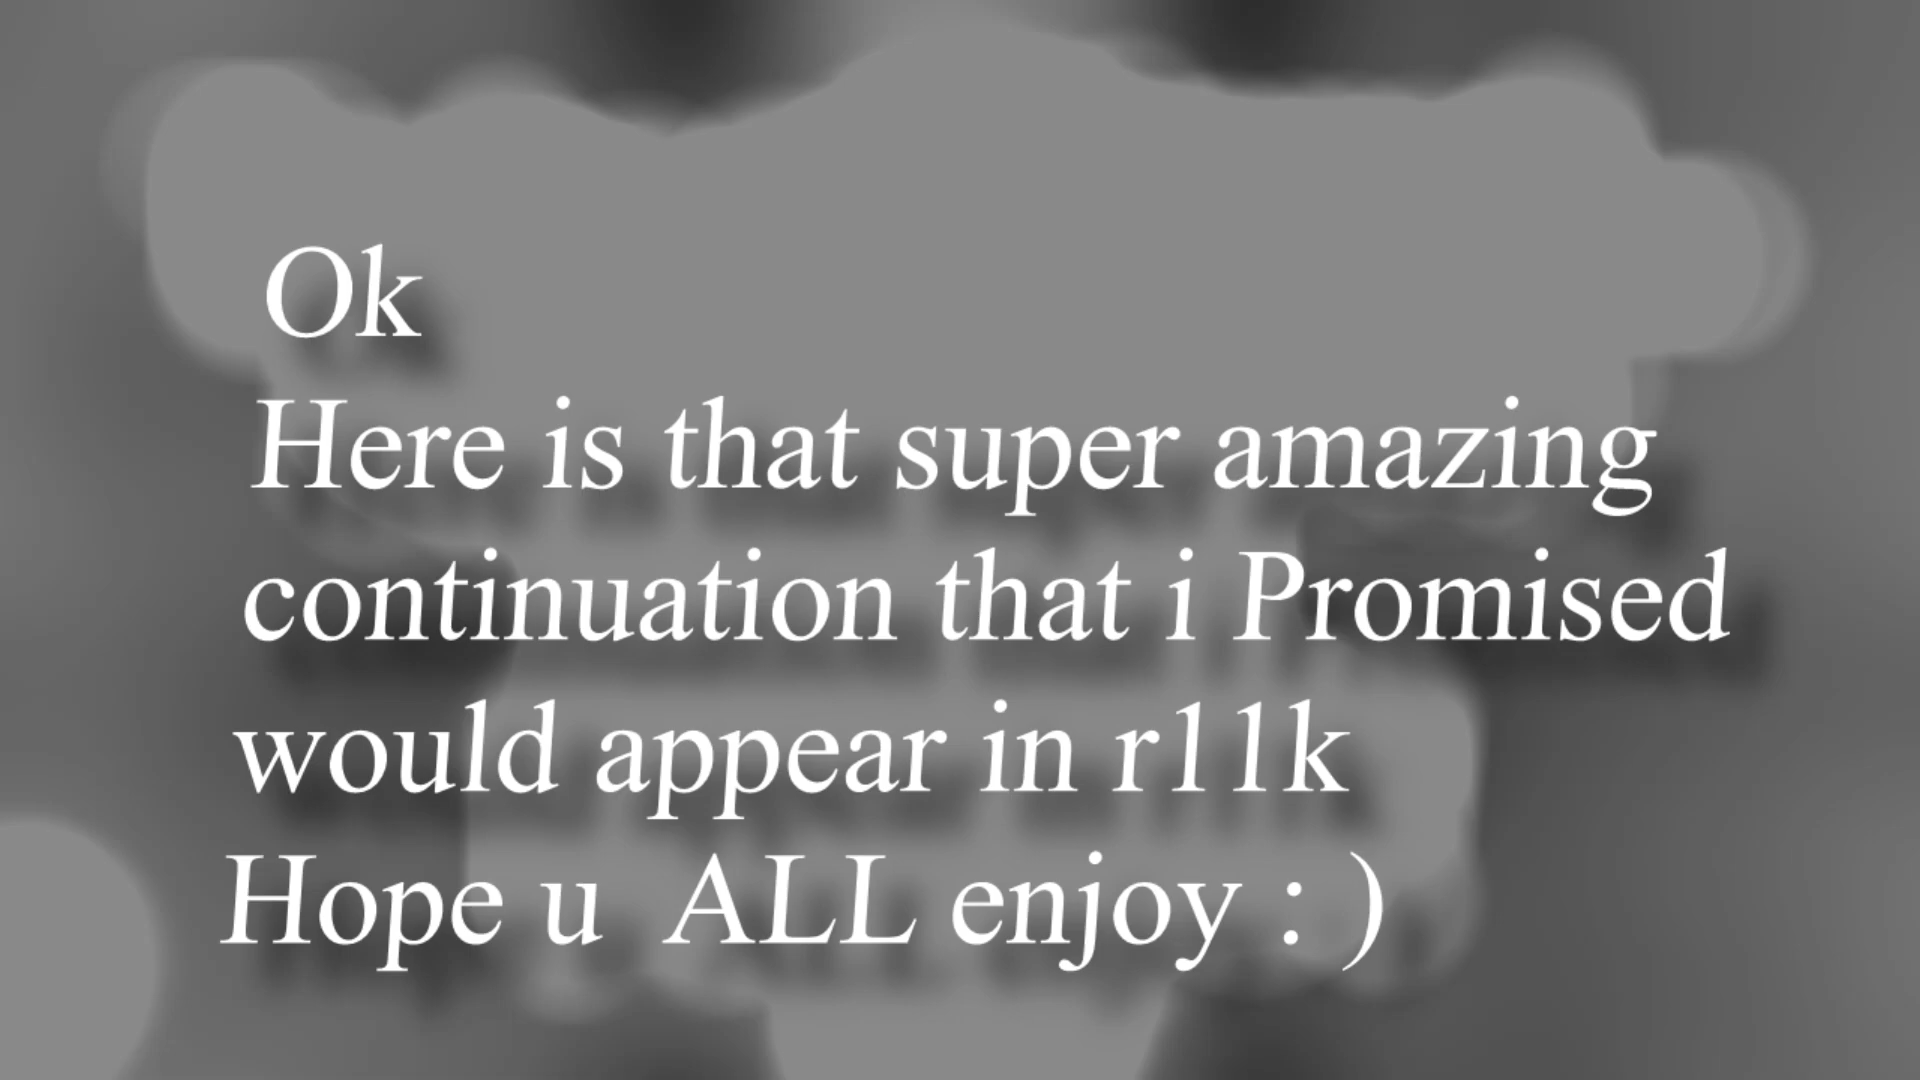 Ok
Here is that super amazing
continuation that i Promised
would appear in r11k
Hope u ALL enjoy : )